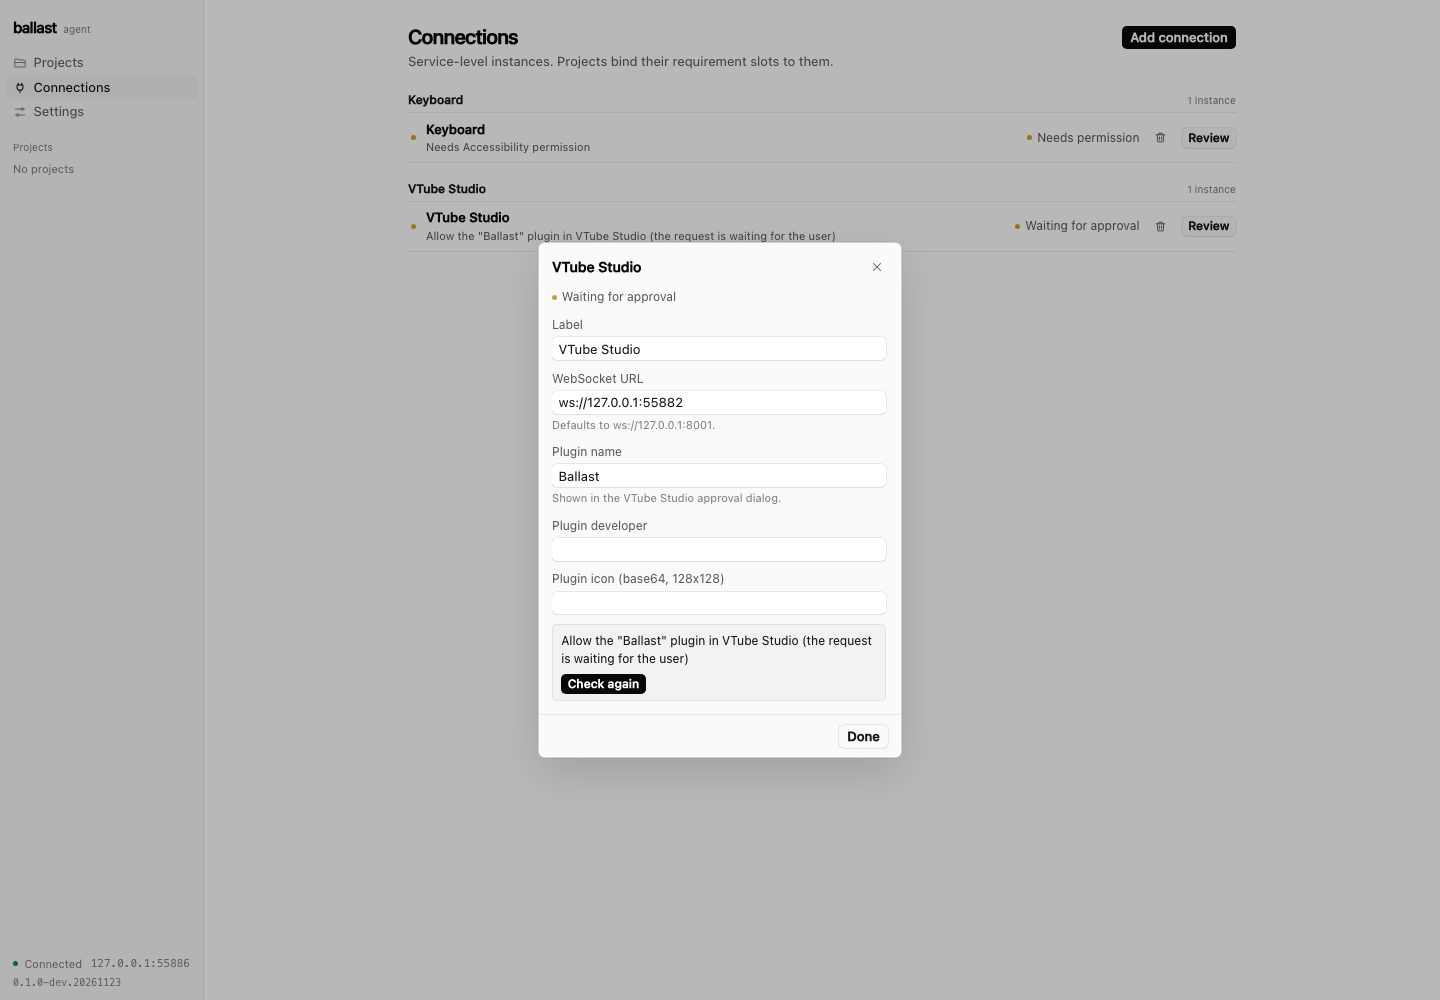 ballast agent
Projects
Connections
Settings
Projects
No projects
Connected 127.0.0.1:55886
0.1.0-dev.20261123
Connections
Add connection
Service-level instances. Projects bind their requirement slots to them.
Keyboard
1 instance
Keyboard
Needs Accessibility permission
Needs permission
Review
VTube Studio
1 instance
VTube Studio
Allow the "Ballast" plugin in VTube Studio (the request is waiting for the user)
Waiting for approval
Review
VTube Studio
Waiting for approval
Label
VTube Studio
WebSocket URL
ws://127.0.0.1:55882
Defaults to ws://127.0.0.1:8001.
Plugin name
Ballast
Shown in the VTube Studio approval dialog.
Plugin developer
Plugin icon (base64, 128x128)
Allow the "Ballast" plugin in VTube Studio (the request
is waiting for the user)
Check again
Done